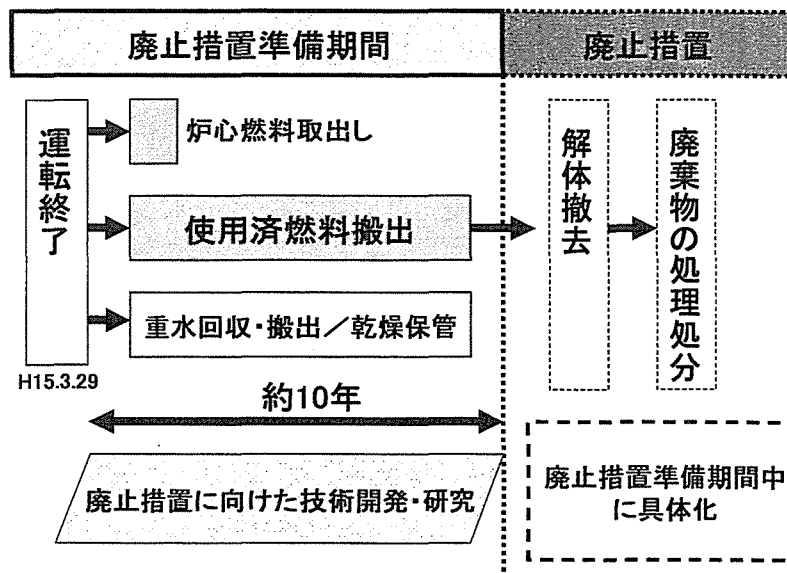 廃止措置準備期間
廃止措置
運転終了
炉心燃料取出し
使用済燃料搬出
重水回収・搬出／乾燥保管
解体撤去
廃棄物の処理処分
H15.3.29
約10年
廃止措置に向けた技術開発・研究
廃止措置準備期間中
に具体化